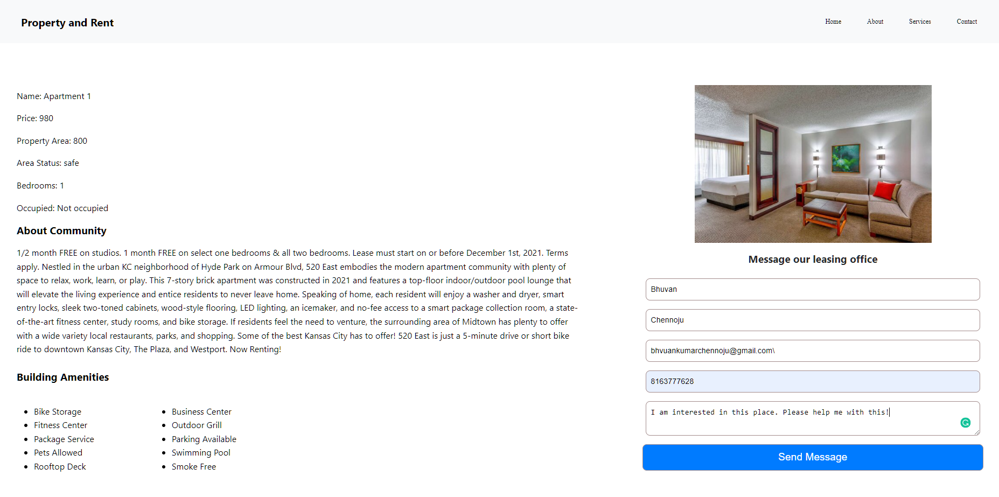 Property and Rent
Home
About
Services
Contact
Name: Apartment 1
Price: 980
Property Area: 800
Area Status: safe
Bedrooms: 1
Occupied: Not occupied
About Community
1/2 month FREE on studios. 1 month FREE on select one bedrooms & all two bedrooms. Lease must start on or before December 1st, 2021. Terms
apply. Nestled in the urban KC neighborhood of Hyde Park on Armour Blvd, 520 East embodies the modern apartment community with plenty of
space to relax, work, learn, or play. This 7-story brick apartment was constructed in 2021 and features a top-floor indoor/outdoor pool lounge that
will elevate the living experience and entice residents to never leave home. Speaking of home, each resident will enjoy a washer and dryer, smart
entry locks, sleek two-toned cabinets, wood-style flooring, LED lighting, an icemaker, and no-fee access to a smart package collection room, a state-
of-the-art fitness center, study rooms, and bike storage. If residents feel the need to venture, the surrounding area of Midtown has plenty to offer
with a wide variety local restaurants, parks, and shopping. Some of the best Kansas City has to offer! 520 East is just a 5-minute drive or short bike
ride to downtown Kansas City, The Plaza, and Westport. Now Renting!
Building Amenities
• Bike Storage
• Fitness Center
• Package Service
• Pets Allowed
• Rooftop Deck
• Business Center
• Outdoor Grill
• Parking Available
• Swimming Pool
• Smoke Free
Message our leasing office
Bhuvan
Chennoju
bhvuankumarchennoju@gmail.com\
8163777628
I am interested in this place. Please help me with this!
Send Message